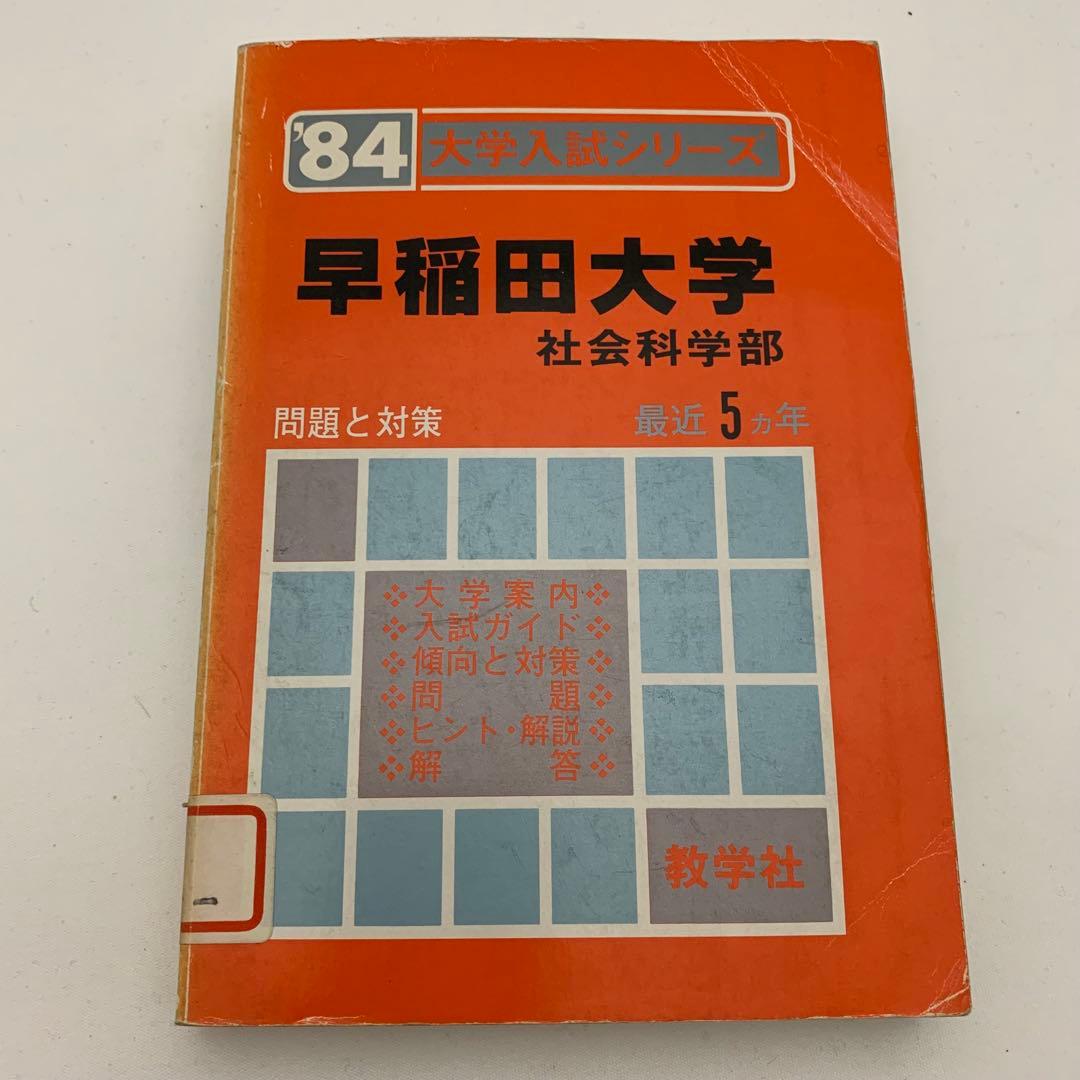 '84 大学入試シリーズ
早稲田大学
社会科学部
問題と対策 最近5ヵ年
❖大学案内❖
❖入試ガイド❖
❖傾向と対策❖
❖問題❖
❖ヒント・解説❖
❖解答❖
教学社